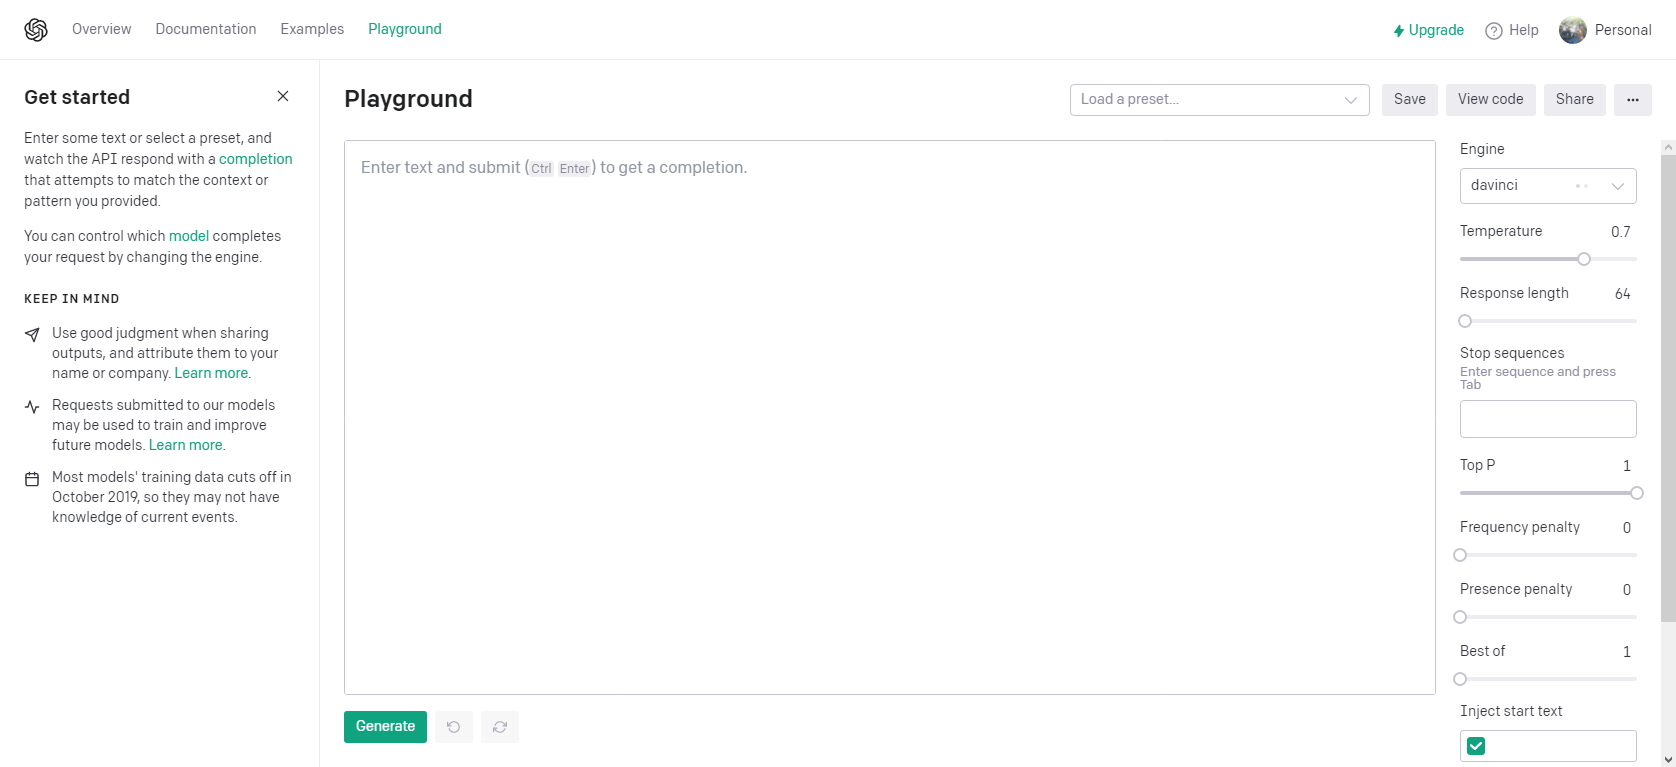 Overview Documentation Examples Playground Upgrade Help Personal
Get started
Enter some text or select a preset, and
watch the API respond with a completion
that attempts to match the context or
pattern you provided.
You can control which model completes
your request by changing the engine.
KEEP IN MIND
Use good judgment when sharing
outputs, and attribute them to your
name or company. Learn more.
Requests submitted to our models
may be used to train and improve
future models. Learn more.
Most models' training data cuts off in
October 2019, so they may not have
knowledge of current events.
Playground
Load a preset... Save View code Share ...
Enter text and submit (Ctrl Enter) to get a completion.
Generate
Engine
davinci
Temperature 0.7
Response length 64
Stop sequences
Enter sequence and press
Tab
Top P 1
Frequency penalty 0
Presence penalty 0
Best of 1
Inject start text